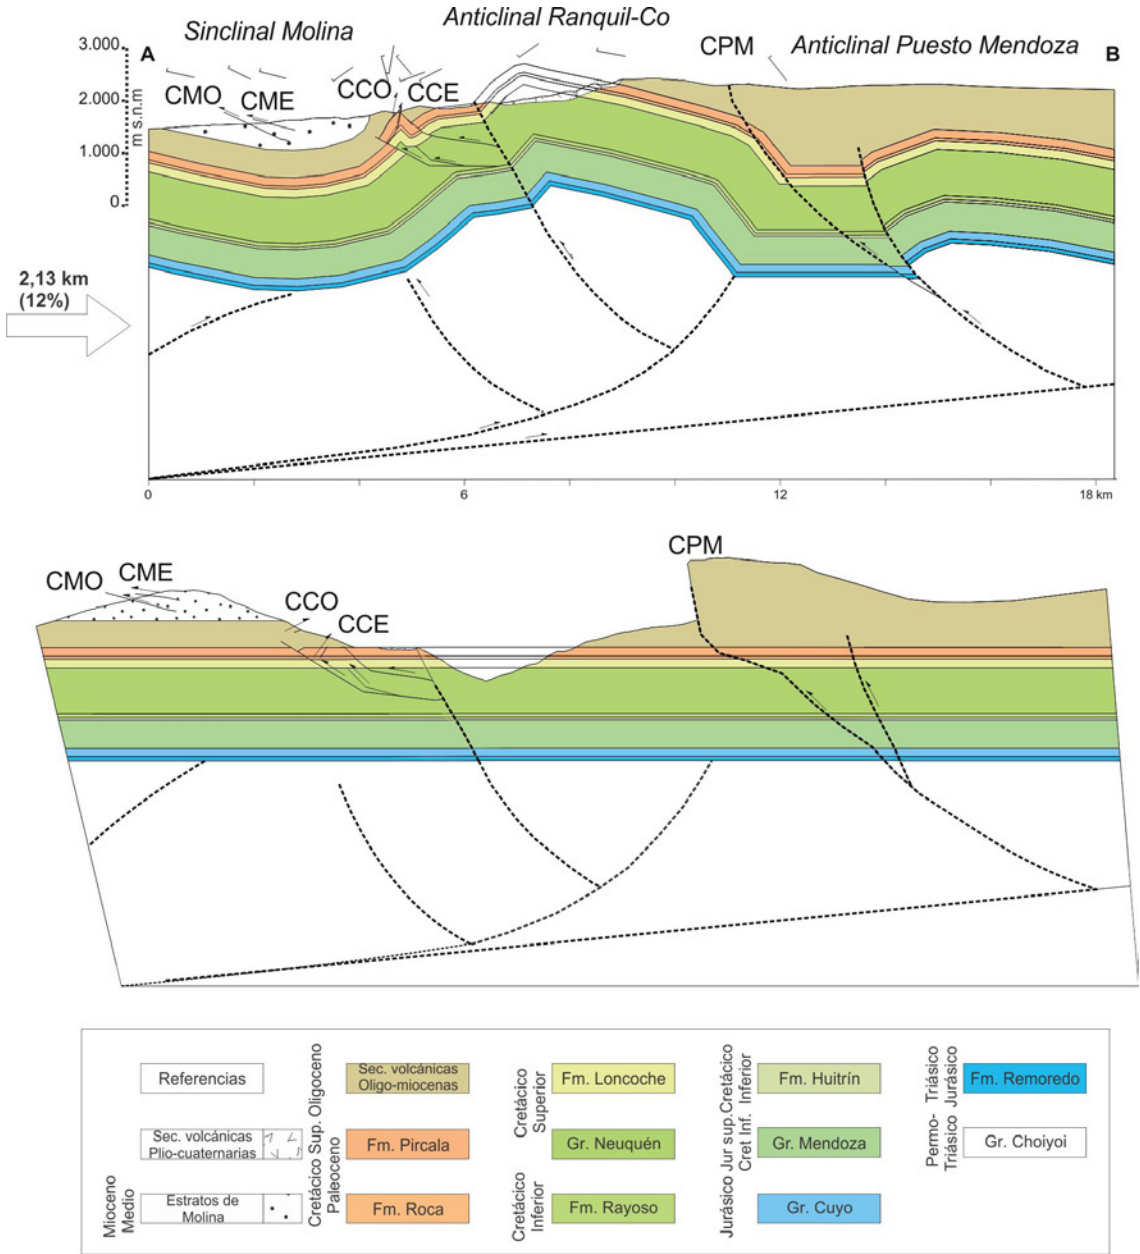 Anticlinal Ranquil-Co
Sinclinal Molina
CPM
Anticlinal Puesto Mendoza
3.000
A
B
CMO
CME
CCO
CCE
2.000
m s.n.m
1.000
0
2,13 km
(12%)
0
6
12
18 km
CPM
CMO
CME
CCO
CCE
Referencias
Sec. volcánicas
Plio-cuaternarias
Mioceno
Medio
Estratos de
Molina
Oligoceno
Sec. volcánicas
Oligo-miocenas
Cretácico Sup.
Paleoceno
Fm. Pircala
Fm. Roca
Cretácico
Superior
Fm. Loncoche
Gr. Neuquén
Cretácico
Inferior
Fm. Rayoso
Cretácico
Inferior
Fm. Huitrín
Jur sup.
Cret Inf.
Gr. Mendoza
Jurásico
Gr. Cuyo
Triásico
Jurásico
Fm. Remoredo
Permo-
Triásico
Gr. Choiyoi